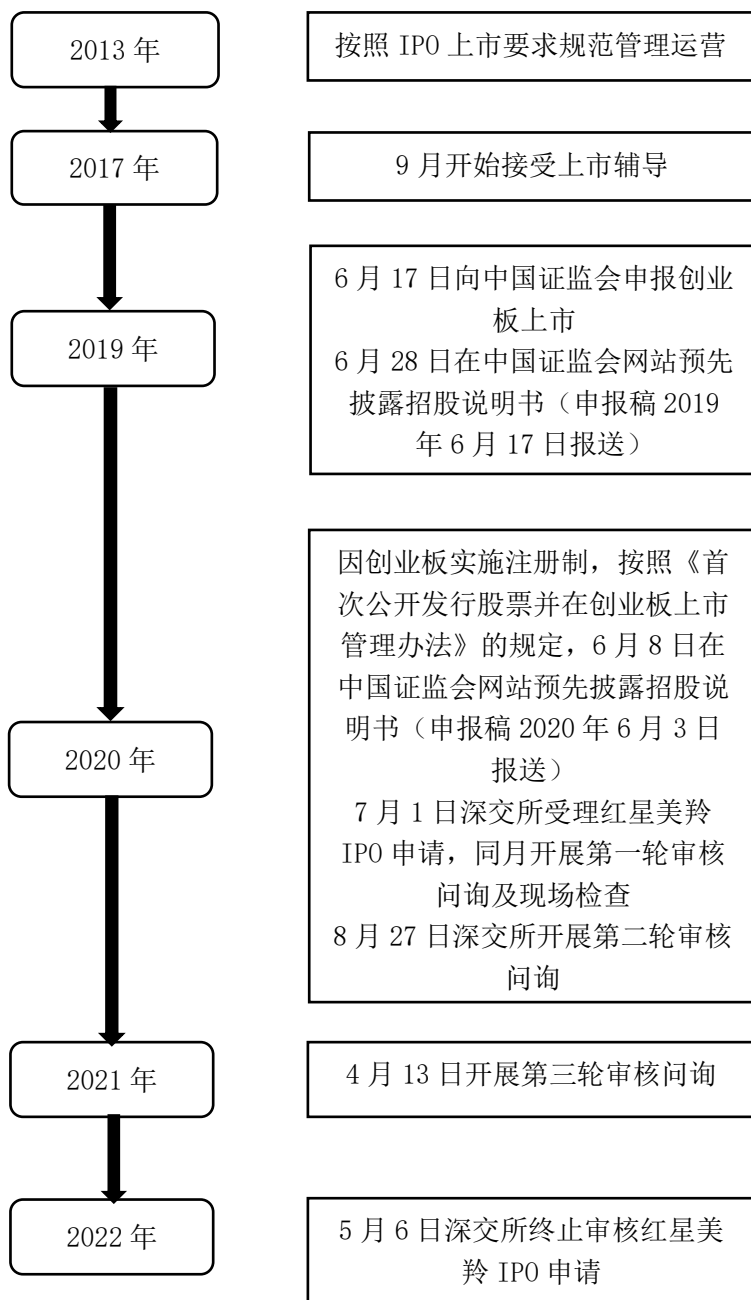 2013 年
按照 IPO 上市要求规范管理运营
2017 年
9 月开始接受上市辅导
2019 年
6 月 17 日向中国证监会申报创业
板上市
6 月 28 日在中国证监会网站预先
披露招股说明书（申报稿 2019
年 6 月 17 日报送）
2020 年
因创业板实施注册制，按照《首
次公开发行股票并在创业板上市
管理办法》的规定，6 月 8 日在
中国证监会网站预先披露招股说
明书（申报稿 2020 年 6 月 3 日
报送）
7 月 1 日深交所受理红星美羚
IPO 申请，同月开展第一轮审核
问询及现场检查
8 月 27 日深交所开展第二轮审核
问询
2021 年
4 月 13 日开展第三轮审核问询
2022 年
5 月 6 日深交所终止审核红星美
羚 IPO 申请